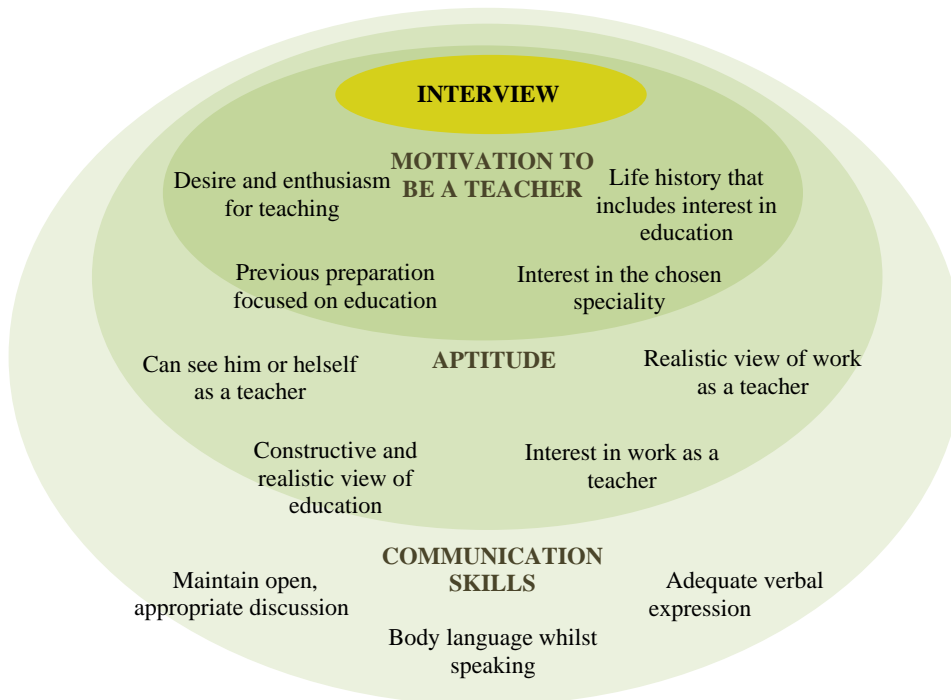 INTERVIEW
MOTIVATION TO
BE A TEACHER
Desire and enthusiasm
for teaching
Life history that
includes interest in
education
Previous preparation
focused on education
Interest in the chosen
speciality
APTITUDE
Can see him or helself
as a teacher
Realistic view of work
as a teacher
Constructive and
realistic view of
education
Interest in work as a
teacher
COMMUNICATION
SKILLS
Maintain open,
appropriate discussion
Adequate verbal
expression
Body language whilst
speaking